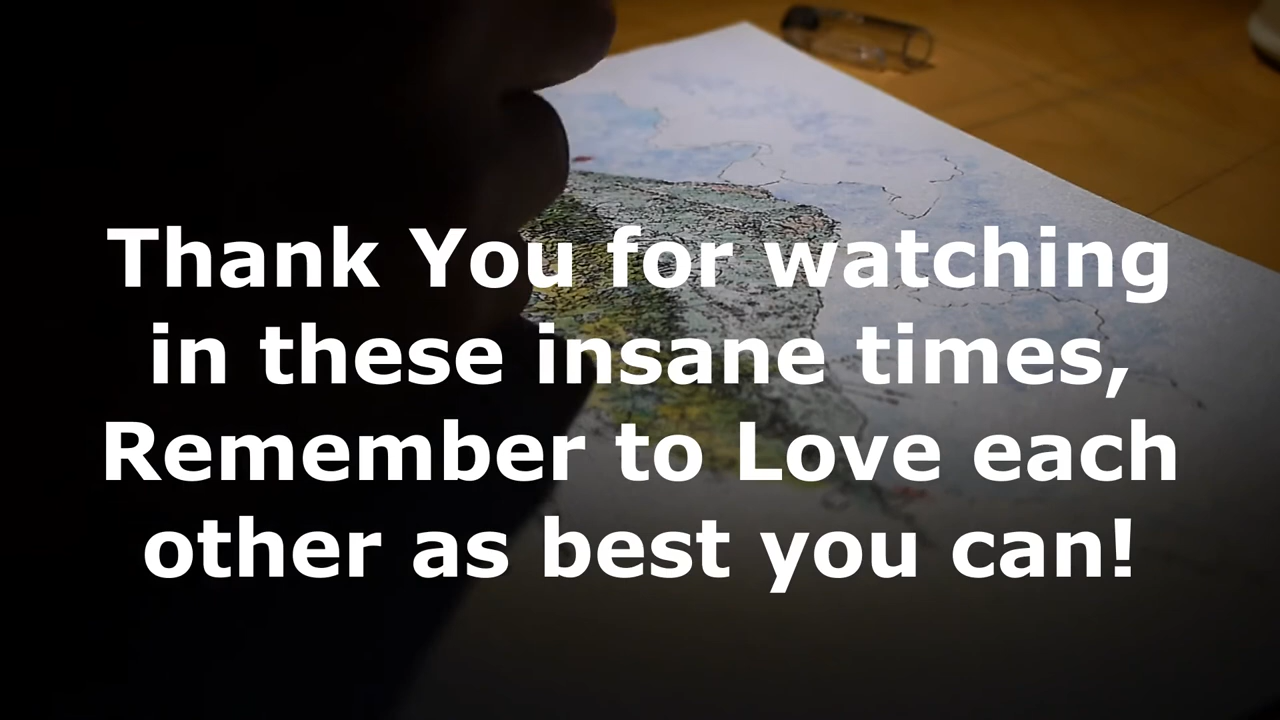 Thank You for watching
in these insane times,
Remember to Love each
other as best you can!